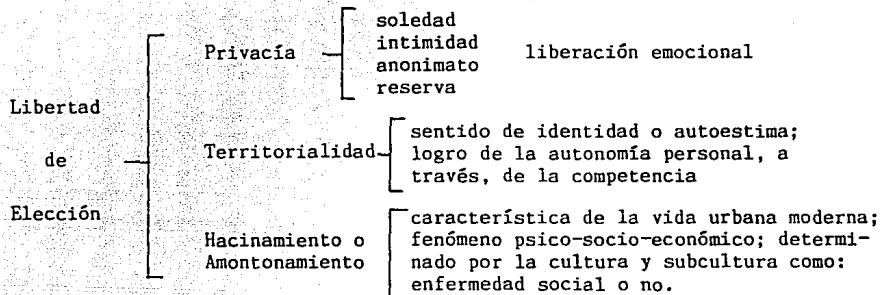 Libertad
de
Elección
Privacía
soledad
intimidad
anonimato
reserva
liberación emocional
Territorialidad
sentido de identidad o autoestima;
logro de la autonomía personal, a
través, de la competencia
Hacinamiento o
Amontonamiento
característica de la vida urbana moderna;
fenómeno psico-socio-económico; determi-
nado por la cultura y subcultura como:
enfermedad social o no.